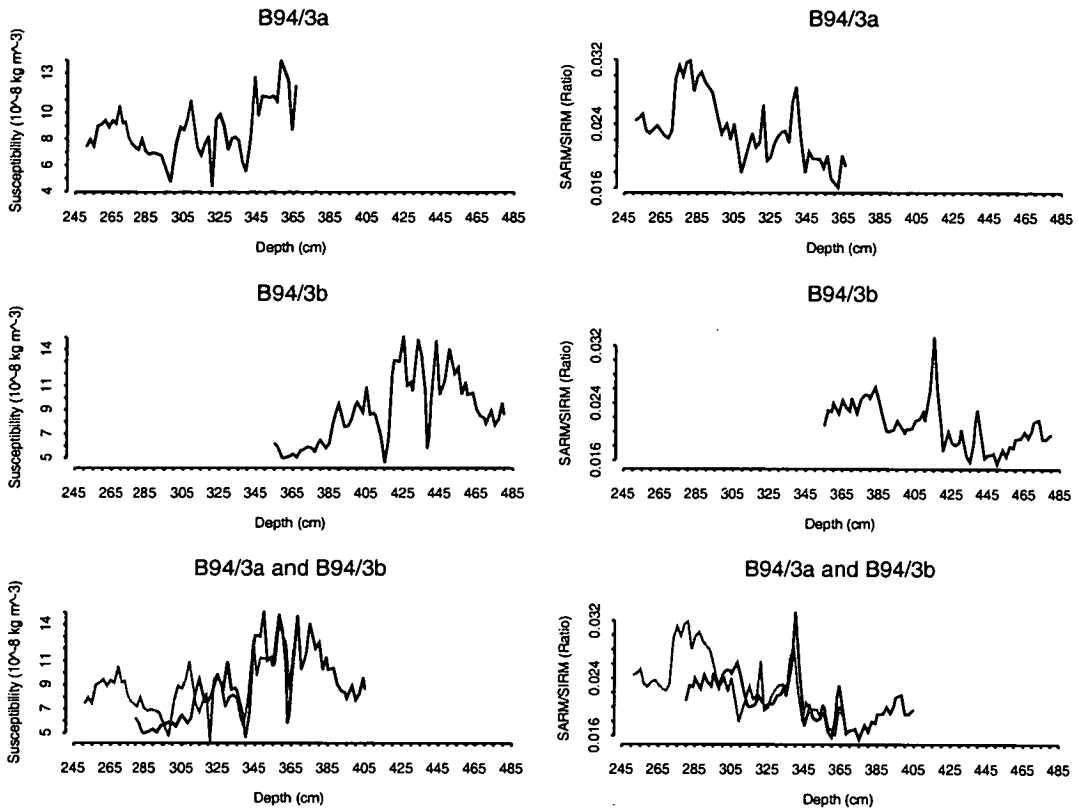 B94/3a
Susceptibility (10^-8 kg m^-3)
13
10
8
6
4
245 265 285 305 325 345 365 385 405 425 445 465 485
Depth (cm)
B94/3a
SARM/SIRM (Ratio)
0.032
0.024
0.016
245 265 285 305 325 345 365 385 405 425 445 465 485
Depth (cm)
B94/3b
Susceptibility (10^-8 kg m^-3)
14
11
9
7
5
245 265 285 305 325 345 365 385 405 425 445 465 485
Depth (cm)
B94/3b
SARM/SIRM (Ratio)
0.032
0.024
0.016
245 265 285 305 325 345 365 385 405 425 445 465 485
Depth (cm)
B94/3a and B94/3b
Susceptibility (10^-8 kg m^-3)
14
11
9
7
5
245 265 285 305 325 345 365 385 405 425 445 465 485
Depth (cm)
B94/3a and B94/3b
SARM/SIRM (Ratio)
0.032
0.024
0.016
245 265 285 305 325 345 365 385 405 425 445 465 485
Depth (cm)